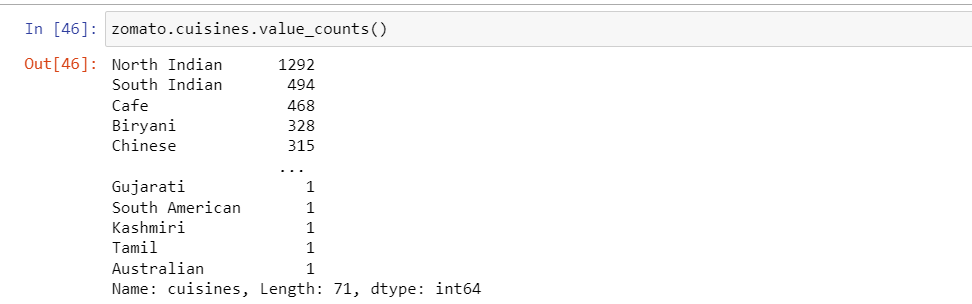 In [46]: zomato.cuisines.value_counts()
Out[46]: North Indian 1292
South Indian 494
Cafe 468
Biryani 328
Chinese 315
...
Gujarati 1
South American 1
Kashmiri 1
Tamil 1
Australian 1
Name: cuisines, Length: 71, dtype: int64